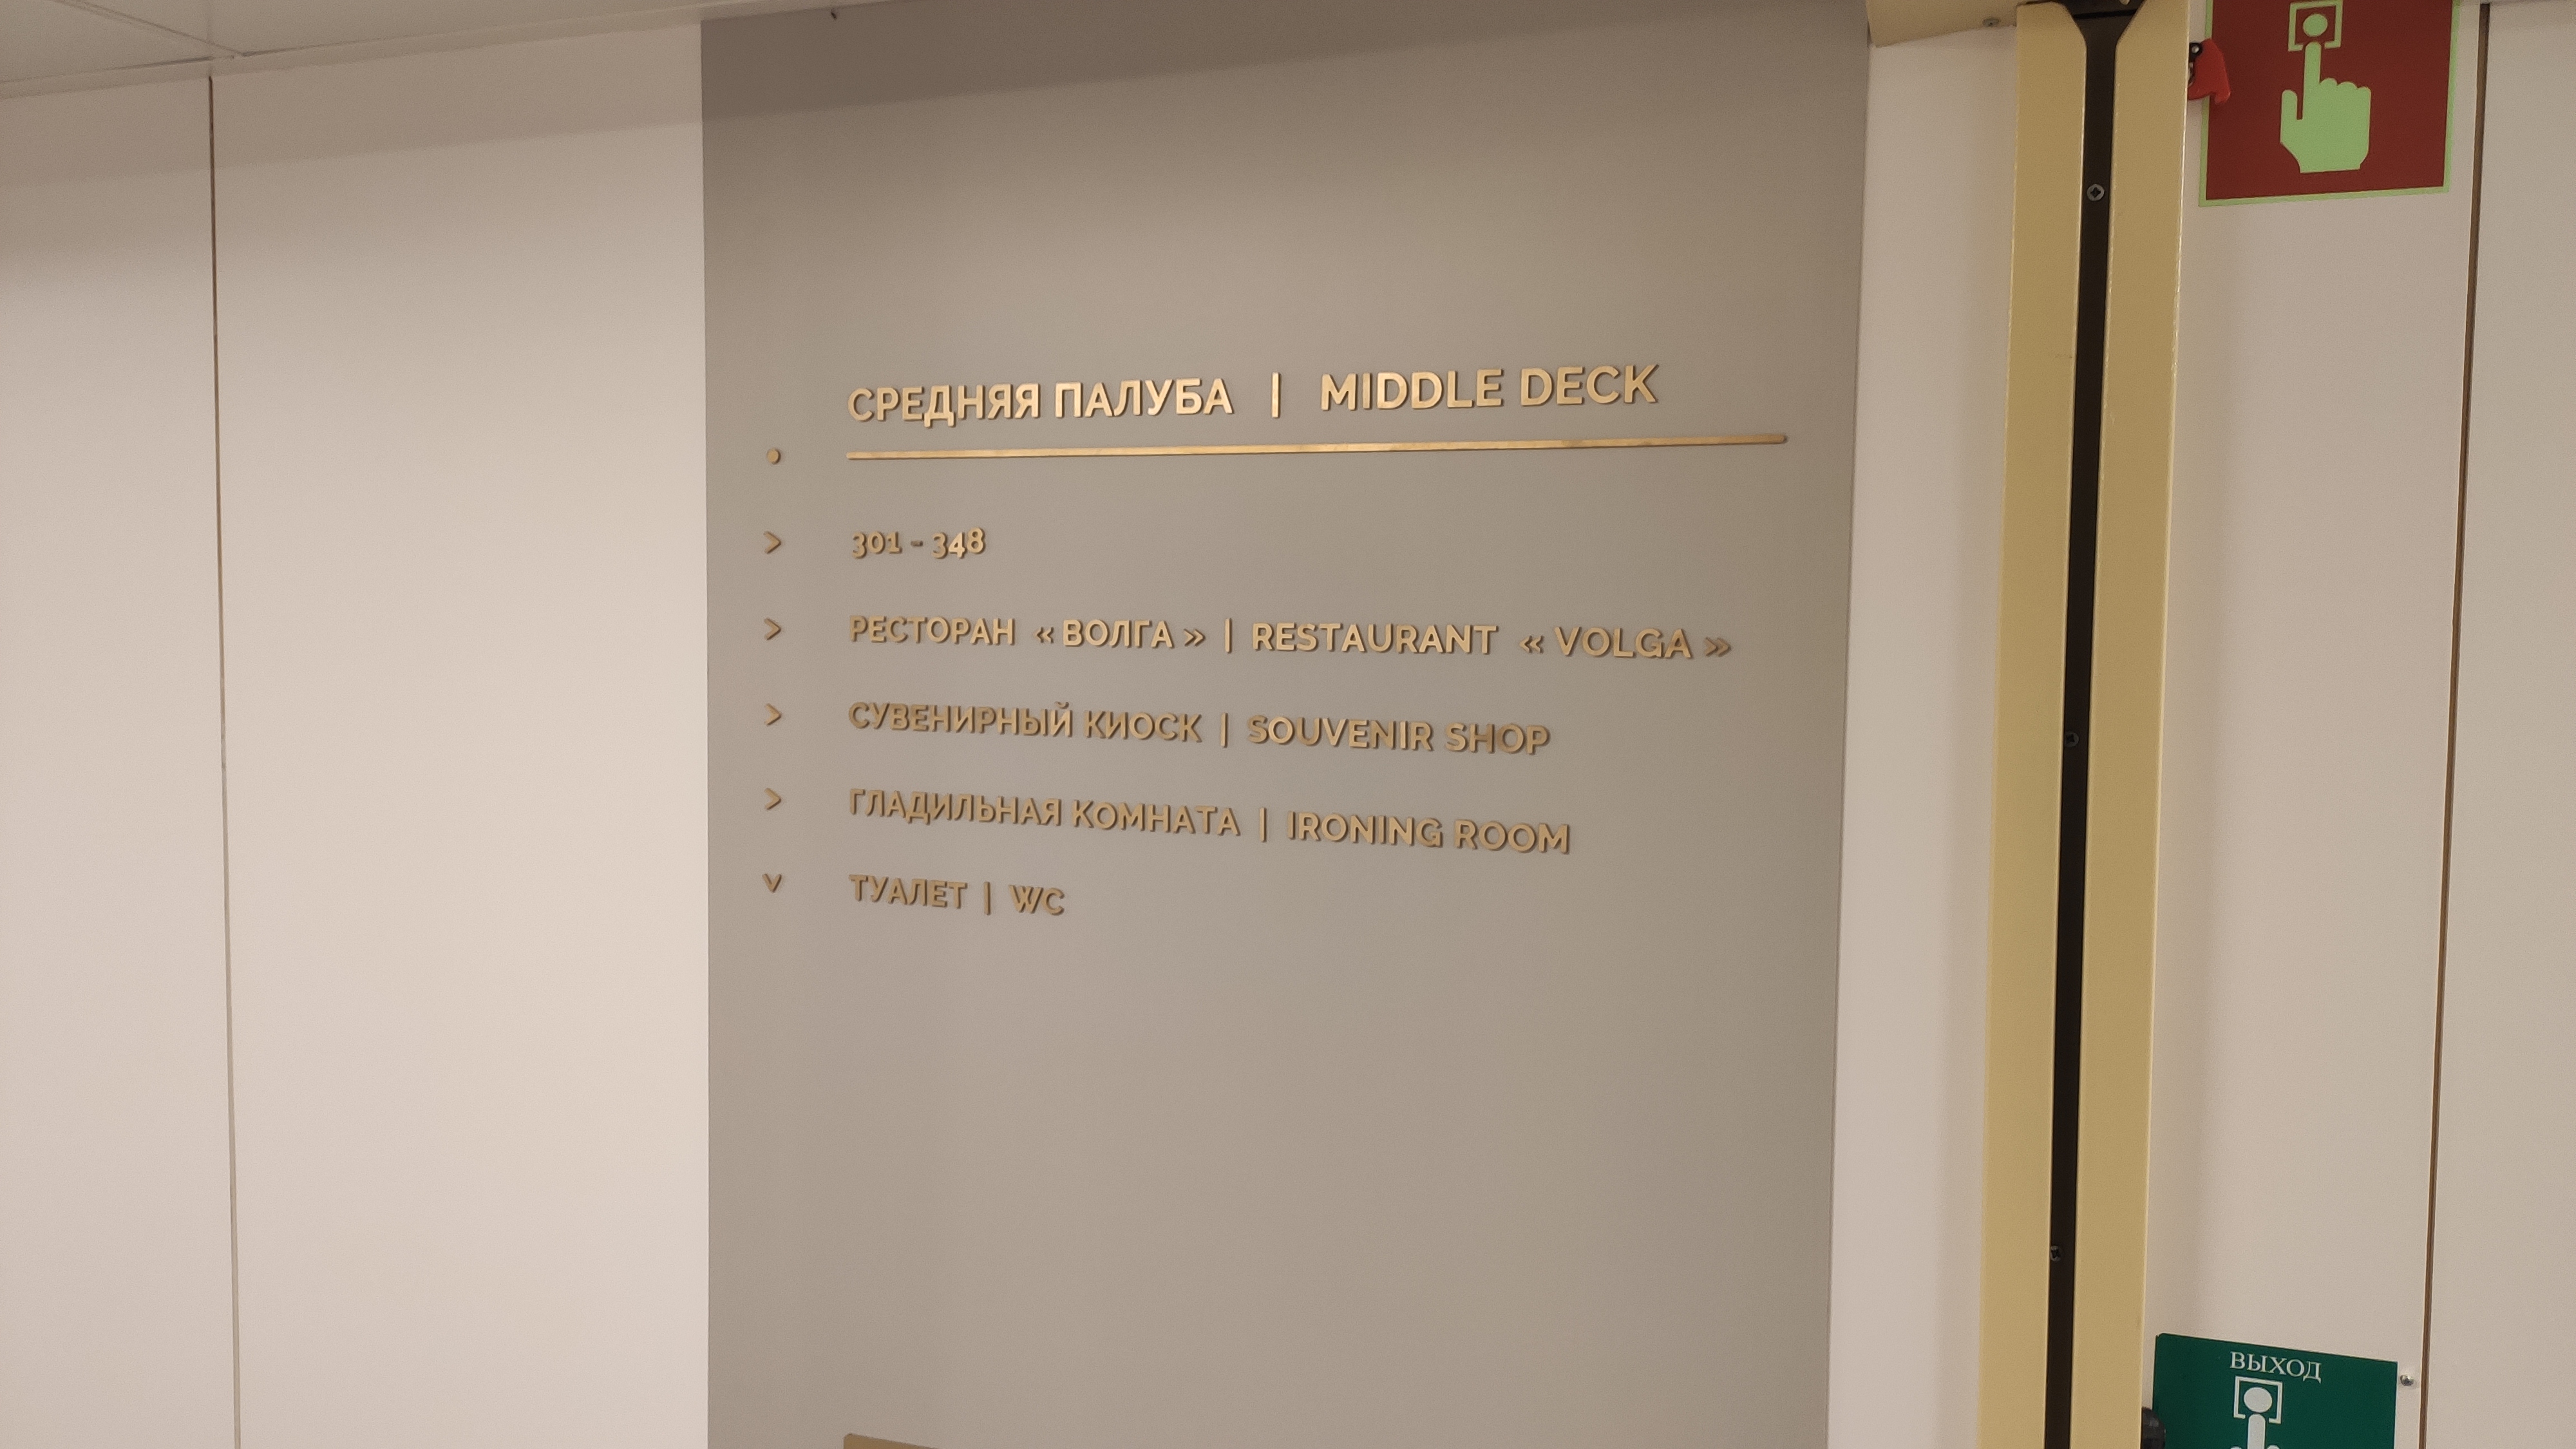 СРЕДНЯЯ ПАЛУБА | MIDDLE DECK
> 301 - 348
> РЕСТОРАН « ВОЛГА » | RESTAURANT « VOLGA »
> СУВЕНИРНЫЙ КИОСК | SOUVENIR SHOP
> ГЛАДИЛЬНАЯ КОМНАТА | IRONING ROOM
ТУАЛЕТ | WC
ВЫХОД